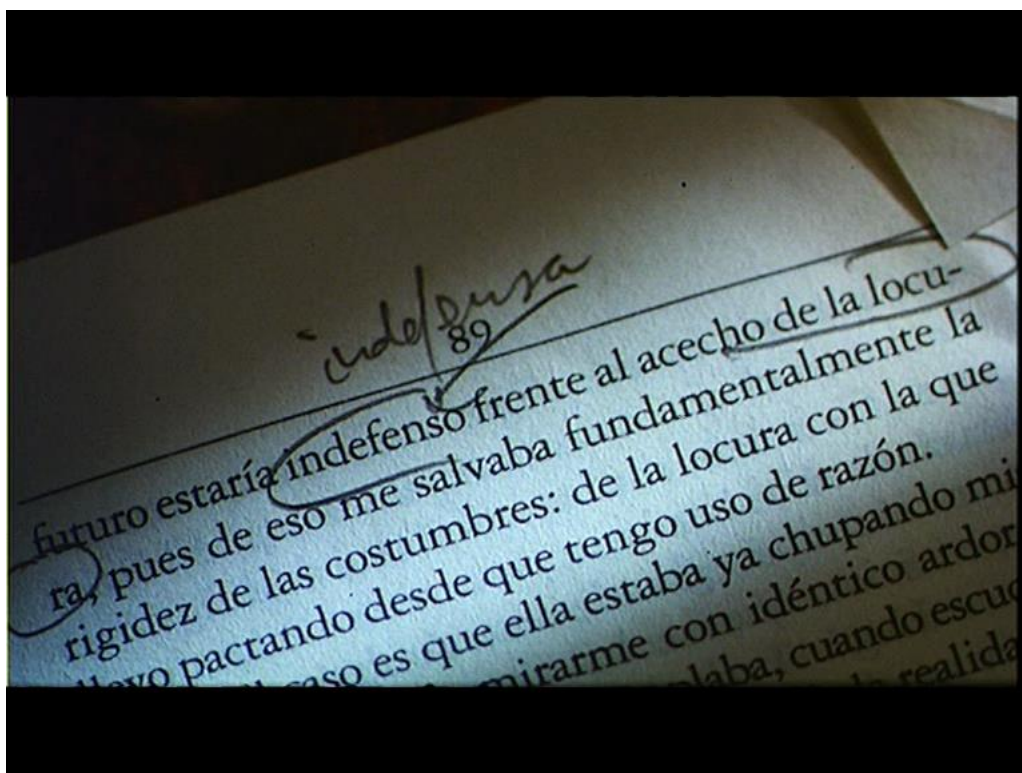 indefensa
89
futuro estaría indefenso frente al acecho de la locu-
ra, pues de eso me salvaba fundamentalmente la
rigidez de las costumbres: de la locura con la que
llevo pactando desde que tengo uso de razón.
caso es que ella estaba ya chupando mi
mirarme con idéntico ardor
cuando escuc
realida